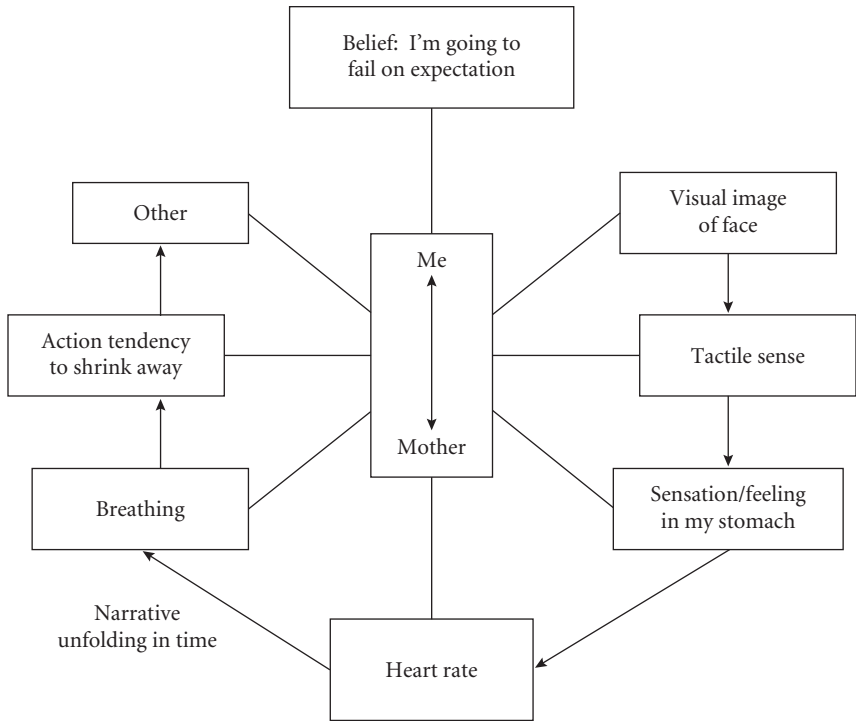 Belief: I'm going to
fail on expectation
Other
Visual image
of face
Me
Action tendency
to shrink away
Tactile sense
Mother
Breathing
Sensation/feeling
in my stomach
Narrative
unfolding in time
Heart rate